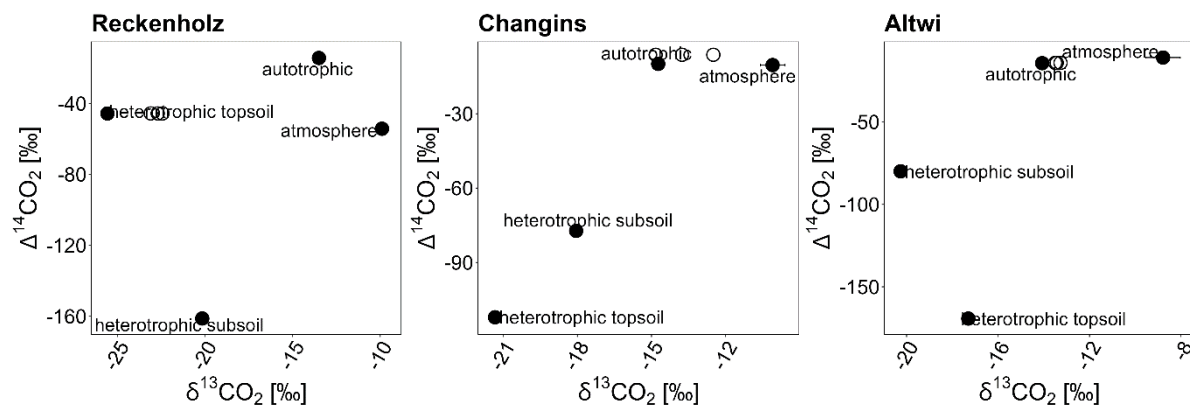 Reckenholz
Changins
Altwi
Δ¹⁴CO₂ [‰]
-40
-80
-120
-160
autotrophic
heterotrophic topsoil
atmosphere
heterotrophic subsoil
-25
-20
-15
-10
δ¹³CO₂ [‰]
Δ¹⁴CO₂ [‰]
-30
-60
-90
autotrophic
atmosphere
heterotrophic subsoil
heterotrophic topsoil
-21
-18
-15
-12
δ¹³CO₂ [‰]
Δ¹⁴CO₂ [‰]
-50
-100
-150
atmosphere
autotrophic
heterotrophic subsoil
heterotrophic topsoil
-20
-16
-12
-8
δ¹³CO₂ [‰]